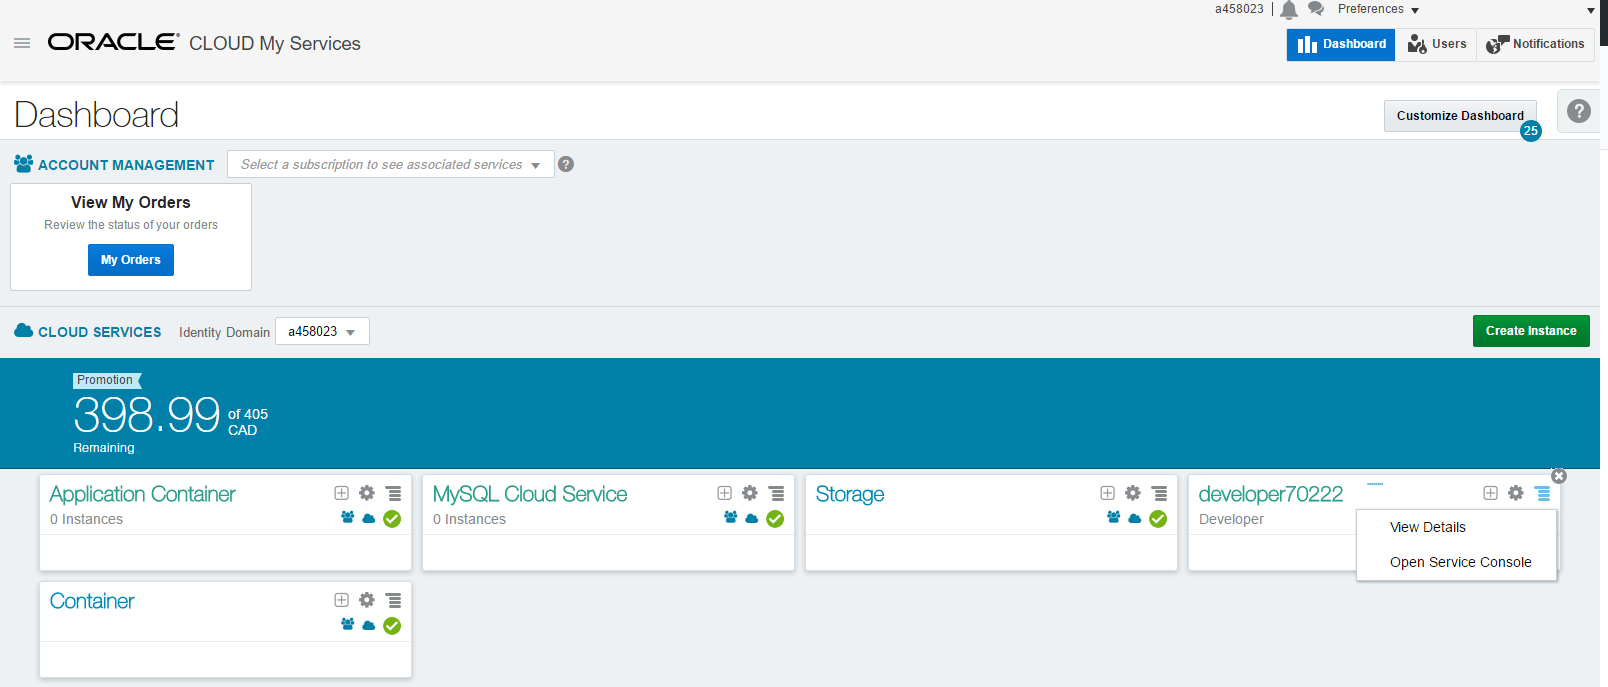 a458023
Preferences
ORACLE CLOUD My Services
Dashboard
Users
Notifications
Dashboard
Customize Dashboard
25
?
ACCOUNT MANAGEMENT
Select a subscription to see associated services
?
View My Orders
Review the status of your orders
My Orders
CLOUD SERVICES
Identity Domain
a458023
Create Instance
Promotion
398.99 of 405 CAD
Remaining
Application Container
0 Instances
MySQL Cloud Service
0 Instances
Storage
developer70222
Developer
View Details
Open Service Console
Container